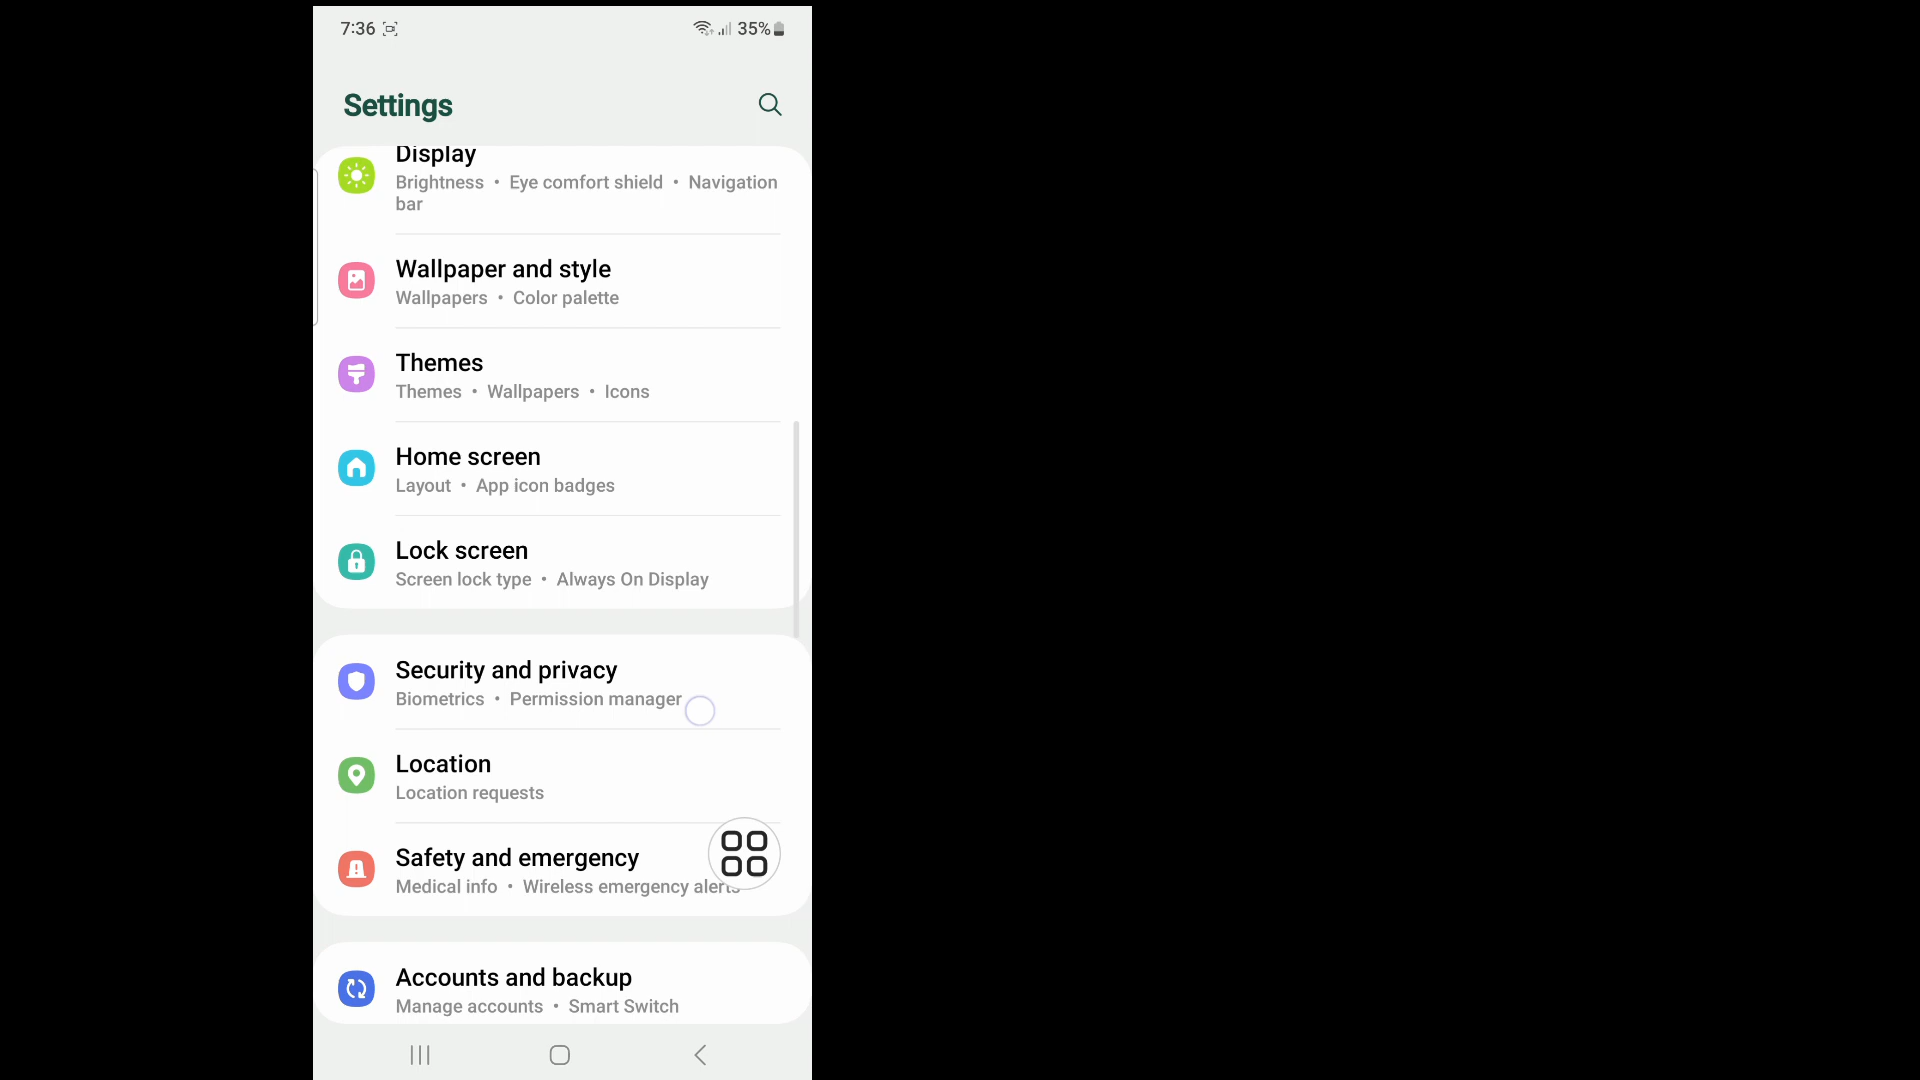 7:36 35%
Settings
Display
Brightness • Eye comfort shield • Navigation
bar
Wallpaper and style
Wallpapers • Color palette
Themes
Themes • Wallpapers • Icons
Home screen
Layout • App icon badges
Lock screen
Screen lock type • Always On Display
Security and privacy
Biometrics • Permission manager
Location
Location requests
Safety and emergency
Medical info • Wireless emergency alerts
Accounts and backup
Manage accounts • Smart Switch